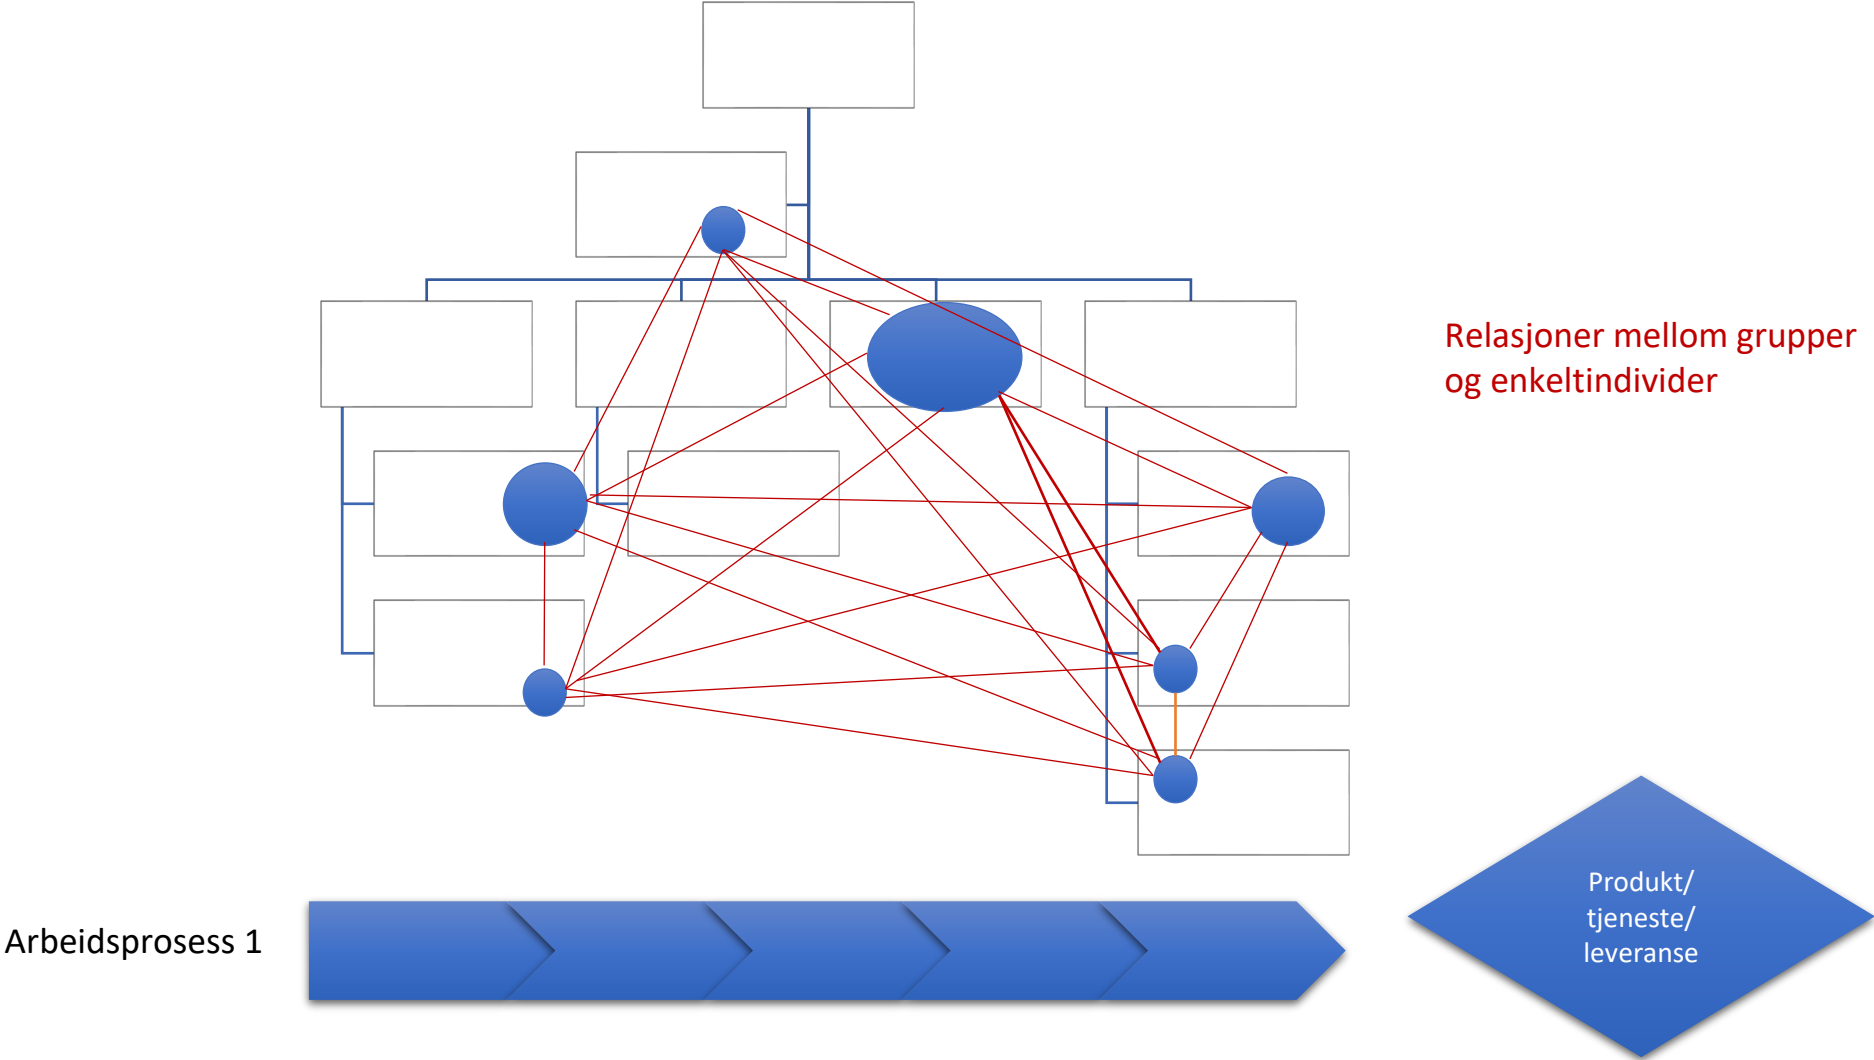 Relasjoner mellom grupper
og enkeltindivider
Arbeidsprosess 1
Produkt/
tjeneste/
leveranse